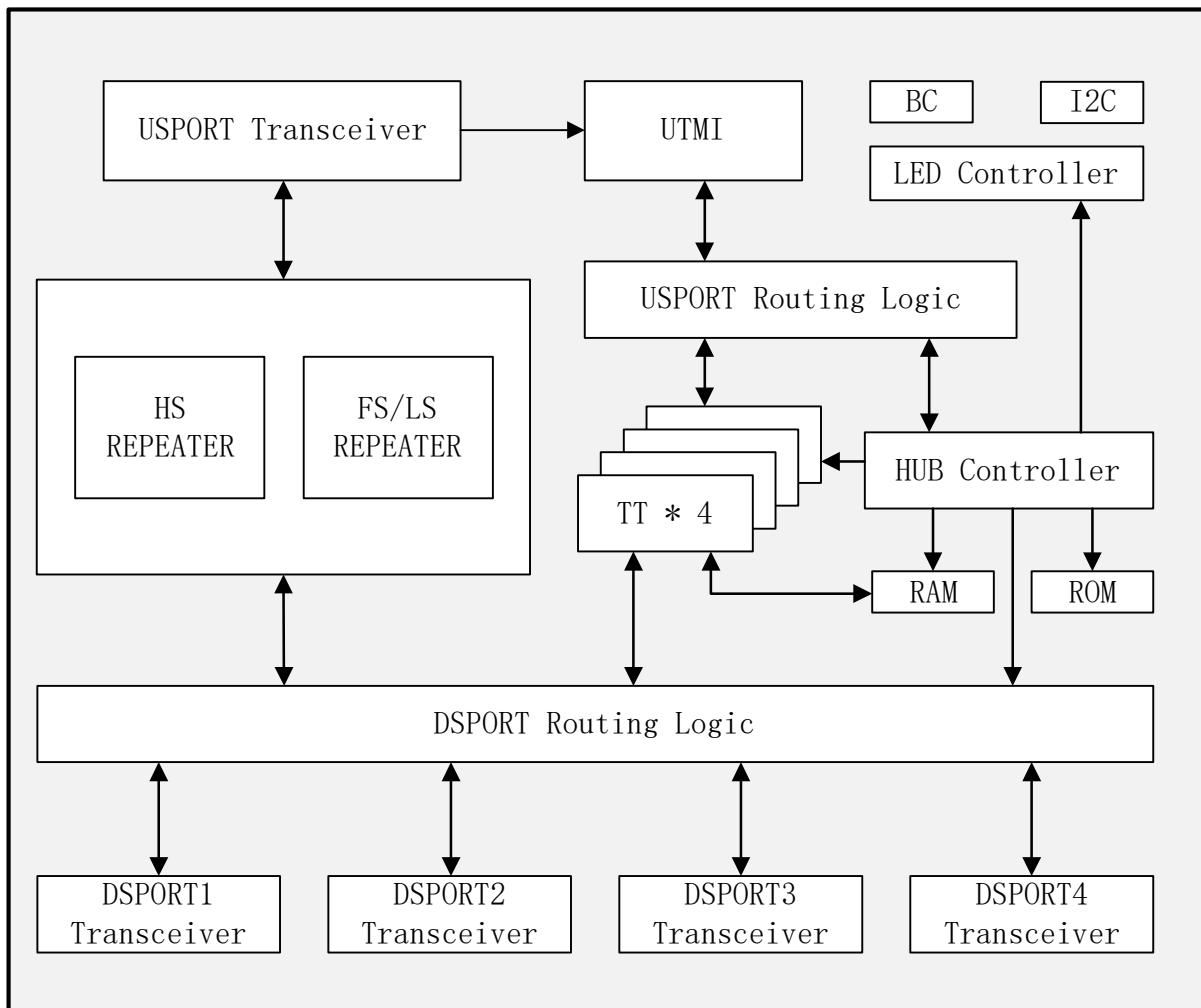 USPORT Transceiver
UTMI
BC
I2C
LED Controller
USPORT Routing Logic
HS
REPEATER
FS/LS
REPEATER
HUB Controller
TT * 4
RAM
ROM
DSPORT Routing Logic
DSPORT1
Transceiver
DSPORT2
Transceiver
DSPORT3
Transceiver
DSPORT4
Transceiver